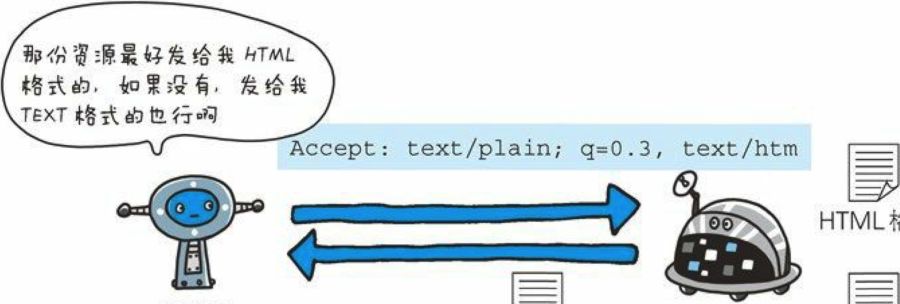 那份资源最好发给我 HTML
格式的，如果没有，发给我
TEXT 格式的也行啊
Accept: text/plain; q=0.3, text/htm
HTML 格